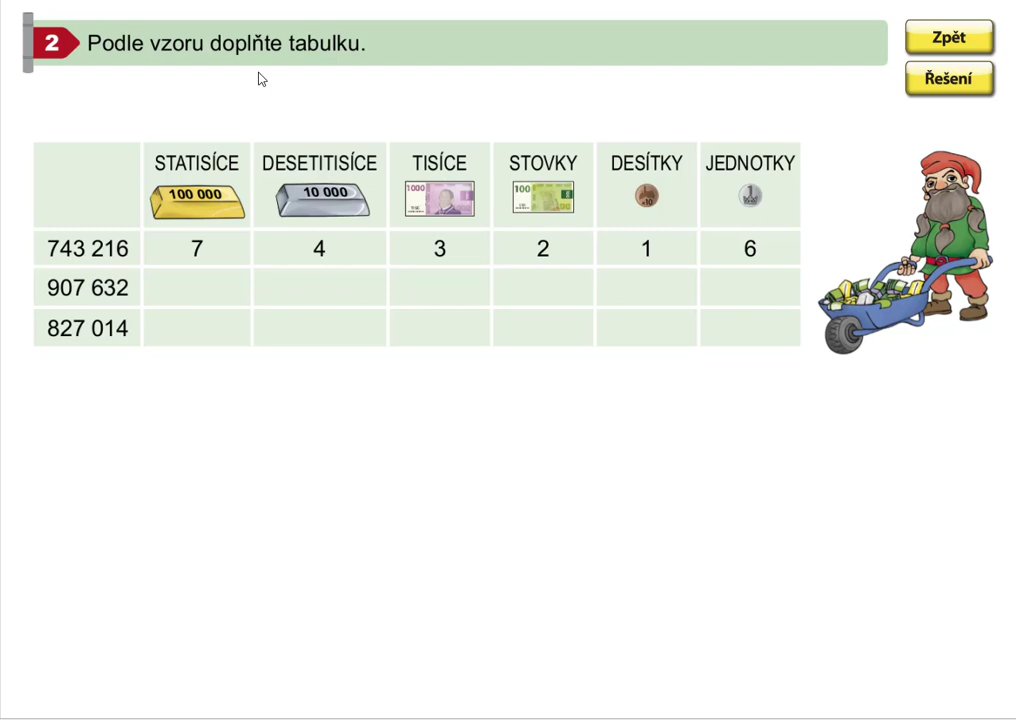 2 Podle vzoru doplňte tabulku.
Zpět
Řešení
STATISÍCE DESETITISÍCE TISÍCE STOVKY DESÍTKY JEDNOTKY
100 000 10 000 1000 100 10 1
743 216 7 4 3 2 1 6
907 632
827 014